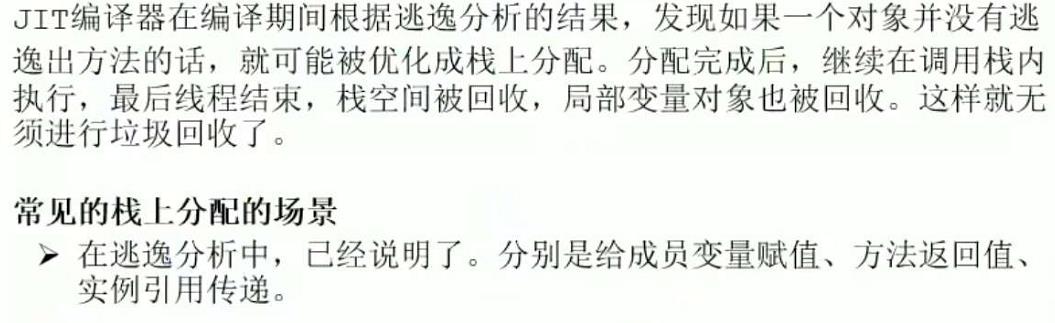 JIT编译器在编译期间根据逃逸分析的结果，发现如果一个对象并没有逃
逸出方法的话，就可能被优化成栈上分配。分配完成后，继续在调用栈内
执行，最后线程结束，栈空间被回收，局部变量对象也被回收。这样就无
须进行垃圾回收了。
常见的栈上分配的场景
➢ 在逃逸分析中，已经说明了。分别是给成员变量赋值、方法返回值、
实例引用传递。